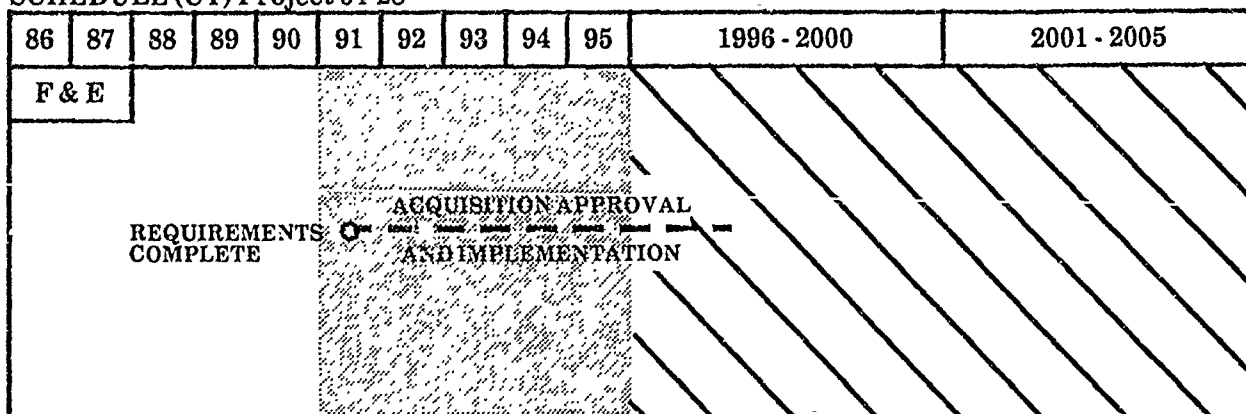 86 87 88 89 90 91 92 93 94 95 1996 - 2000 2001 - 2005
F & E
ACQUISITION APPROVAL
REQUIREMENTS
COMPLETE
AND IMPLEMENTATION